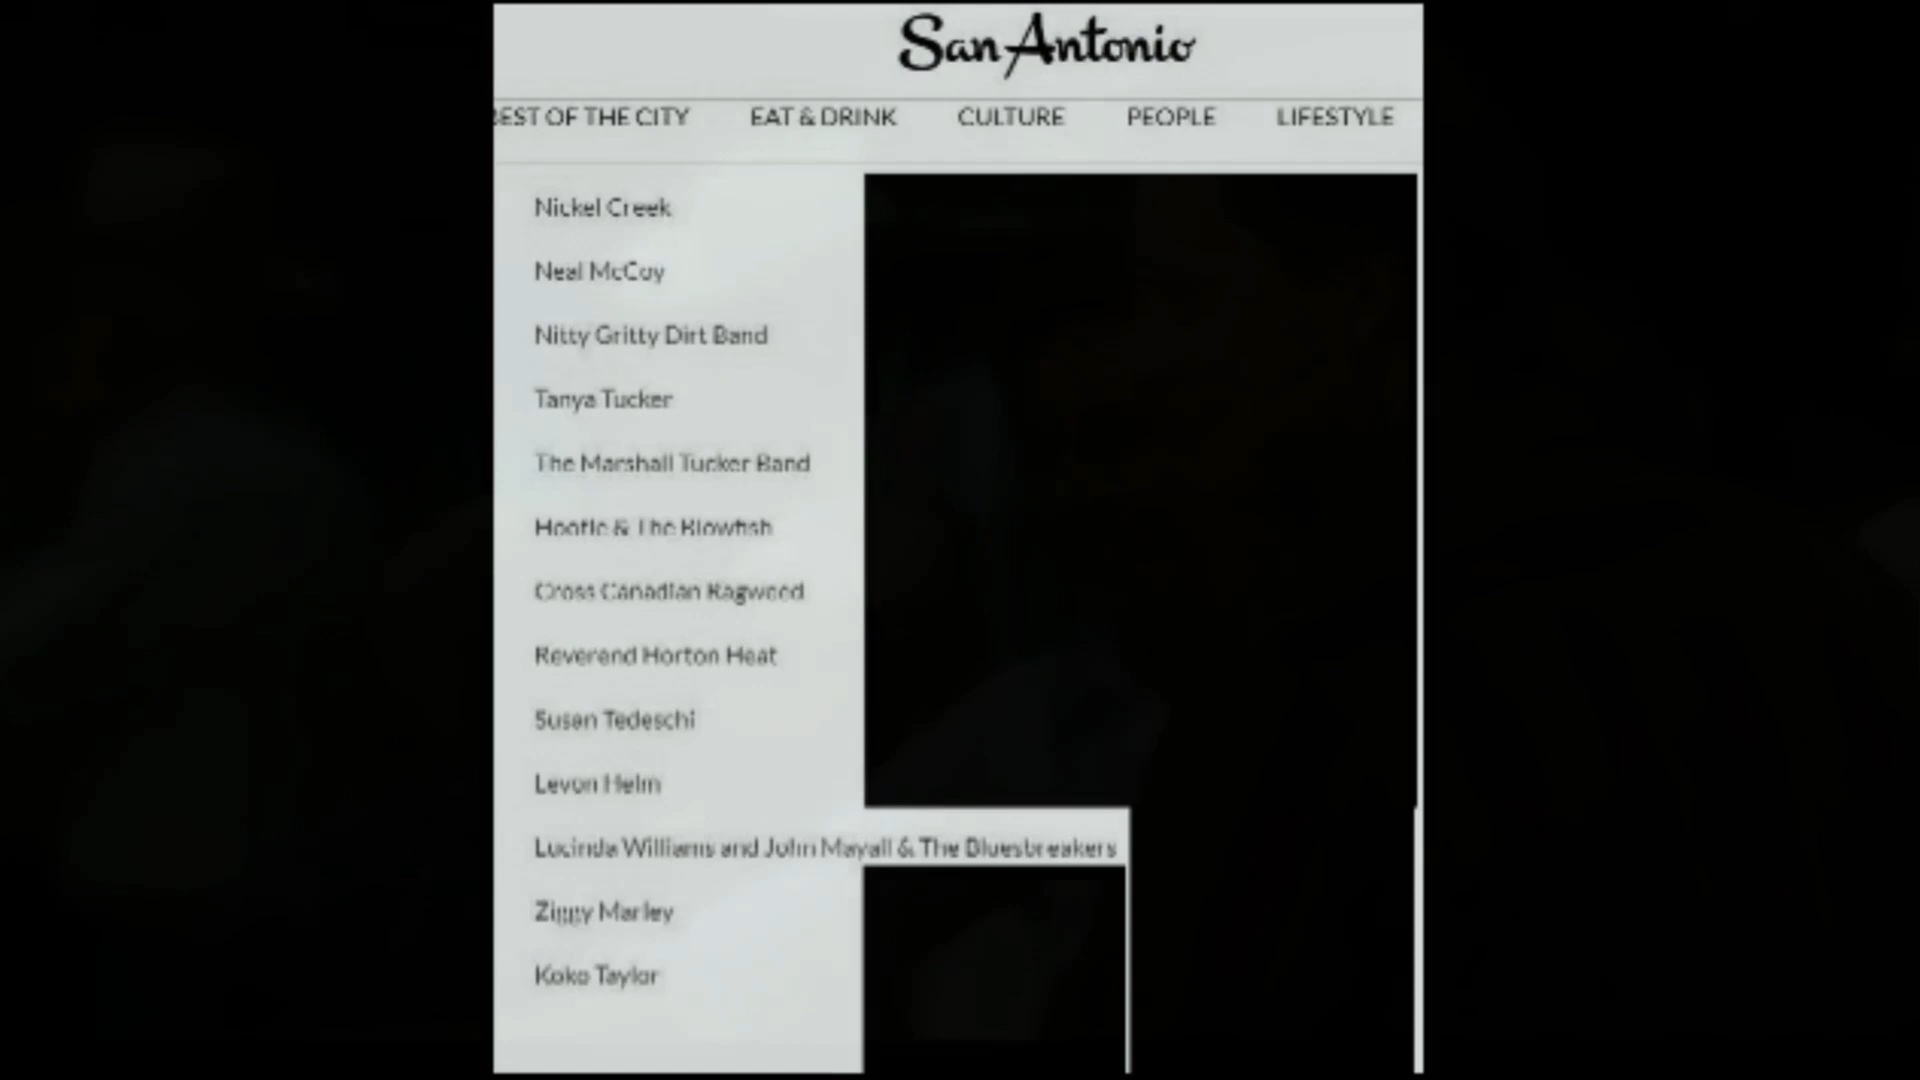 San Antonio
BEST OF THE CITY EAT & DRINK CULTURE PEOPLE LIFESTYLE
Nickel Creek
Neal McCoy
Nitty Gritty Dirt Band
Tanya Tucker
The Marshall Tucker Band
Hootie & The Blowfish
Cross Canadian Ragweed
Reverend Horton Heat
Susan Tedeschi
Levon Helm
Lucinda Williams and John Mayall & The Bluesbreakers
Ziggy Marley
Koko Taylor